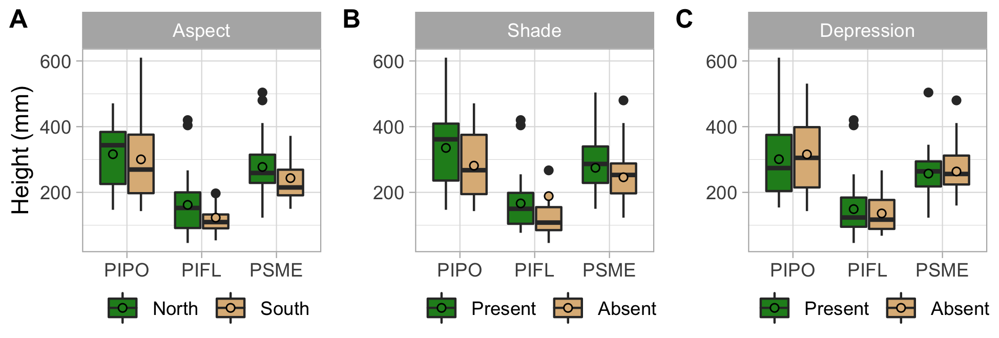 A
Aspect
Height (mm)
600
400
200
PIPO PIFL PSME
North South
B
Shade
600
400
200
PIPO PIFL PSME
Present Absent
C
Depression
600
400
200
PIPO PIFL PSME
Present Absent